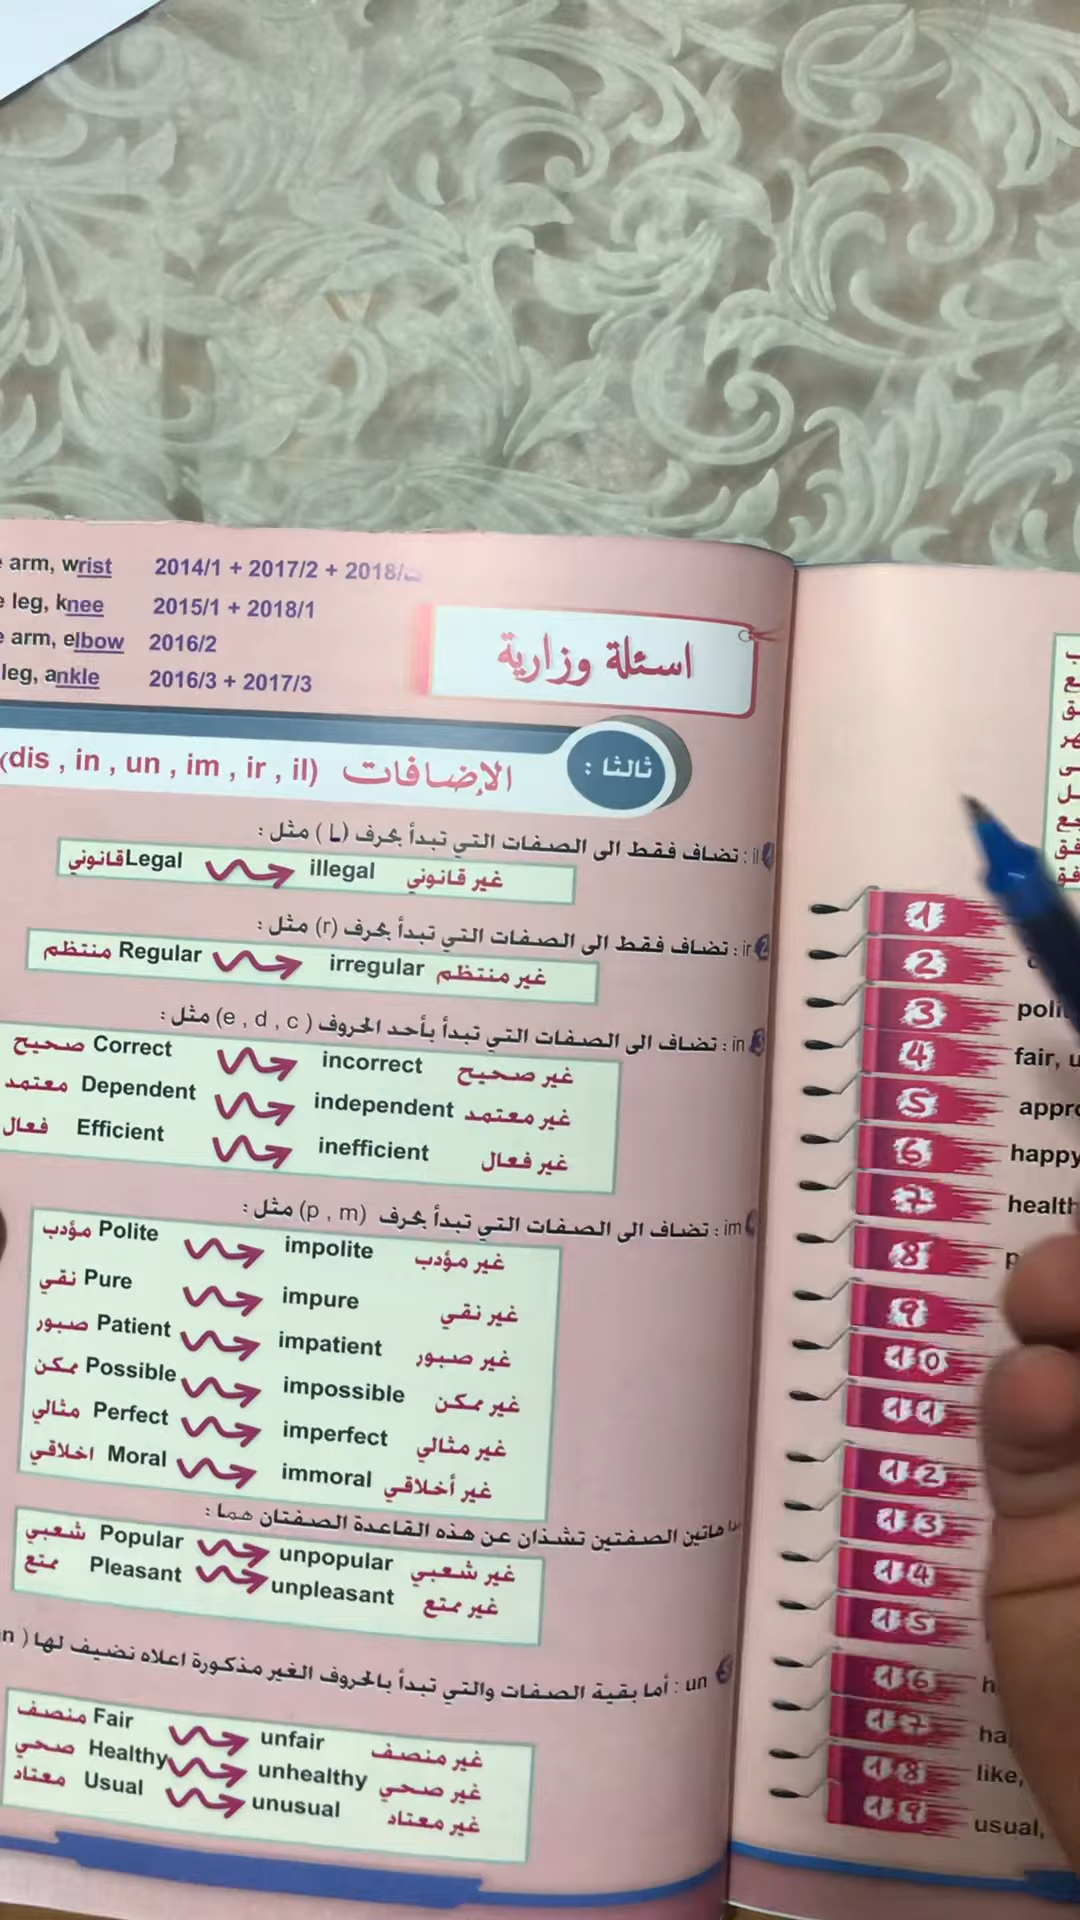 arm, wrist 2014/1 + 2017/2 + 2018/
leg, knee 2015/1 + 2018/1
arm, elbow 2016/2
leg, ankle 2016/3 + 2017/3
اسئلة وزارية
ثالثا :
الإضافات (dis , in , un , im , ir , il)
il : تضاف فقط الى الصفات التي تبدأ بحرف (L) مثل :
قانوني Legal illegal غير قانوني
2 ir : تضاف فقط الى الصفات التي تبدأ بحرف (r) مثل :
منتظم Regular irregular غير منتظم
3 in : تضاف الى الصفات التي تبدأ بأحد الحروف (e , d , c) مثل :
صحيح Correct incorrect غير صحيح
معتمد Dependent independent غير معتمد
فعال Efficient inefficient غير فعال
im : تضاف الى الصفات التي تبدأ بحرف (p , m) مثل :
مؤدب Polite impolite غير مؤدب
نقي Pure impure غير نقي
صبور Patient impatient غير صبور
ممكن Possible impossible غير ممكن
مثالي Perfect imperfect غير مثالي
اخلاقي Moral immoral غير أخلاقي
هاتين الصفتين تشذان عن هذه القاعدة الصفتان هما :
شعبي Popular unpopular غير شعبي
ممتع Pleasant unpleasant غير ممتع
5 un : أما بقية الصفات والتي تبدأ بالحروف الغير مذكورة اعلاه نضيف لها
منصف Fair unfair غير منصف
صحي Healthy unhealthy غير صحي
معتاد Usual unusual غير معتاد
1
2
3
4 fair,
5
6 happy
7
8
9
10
11
12
13
14
15
16
17
18 like,
19 usual,